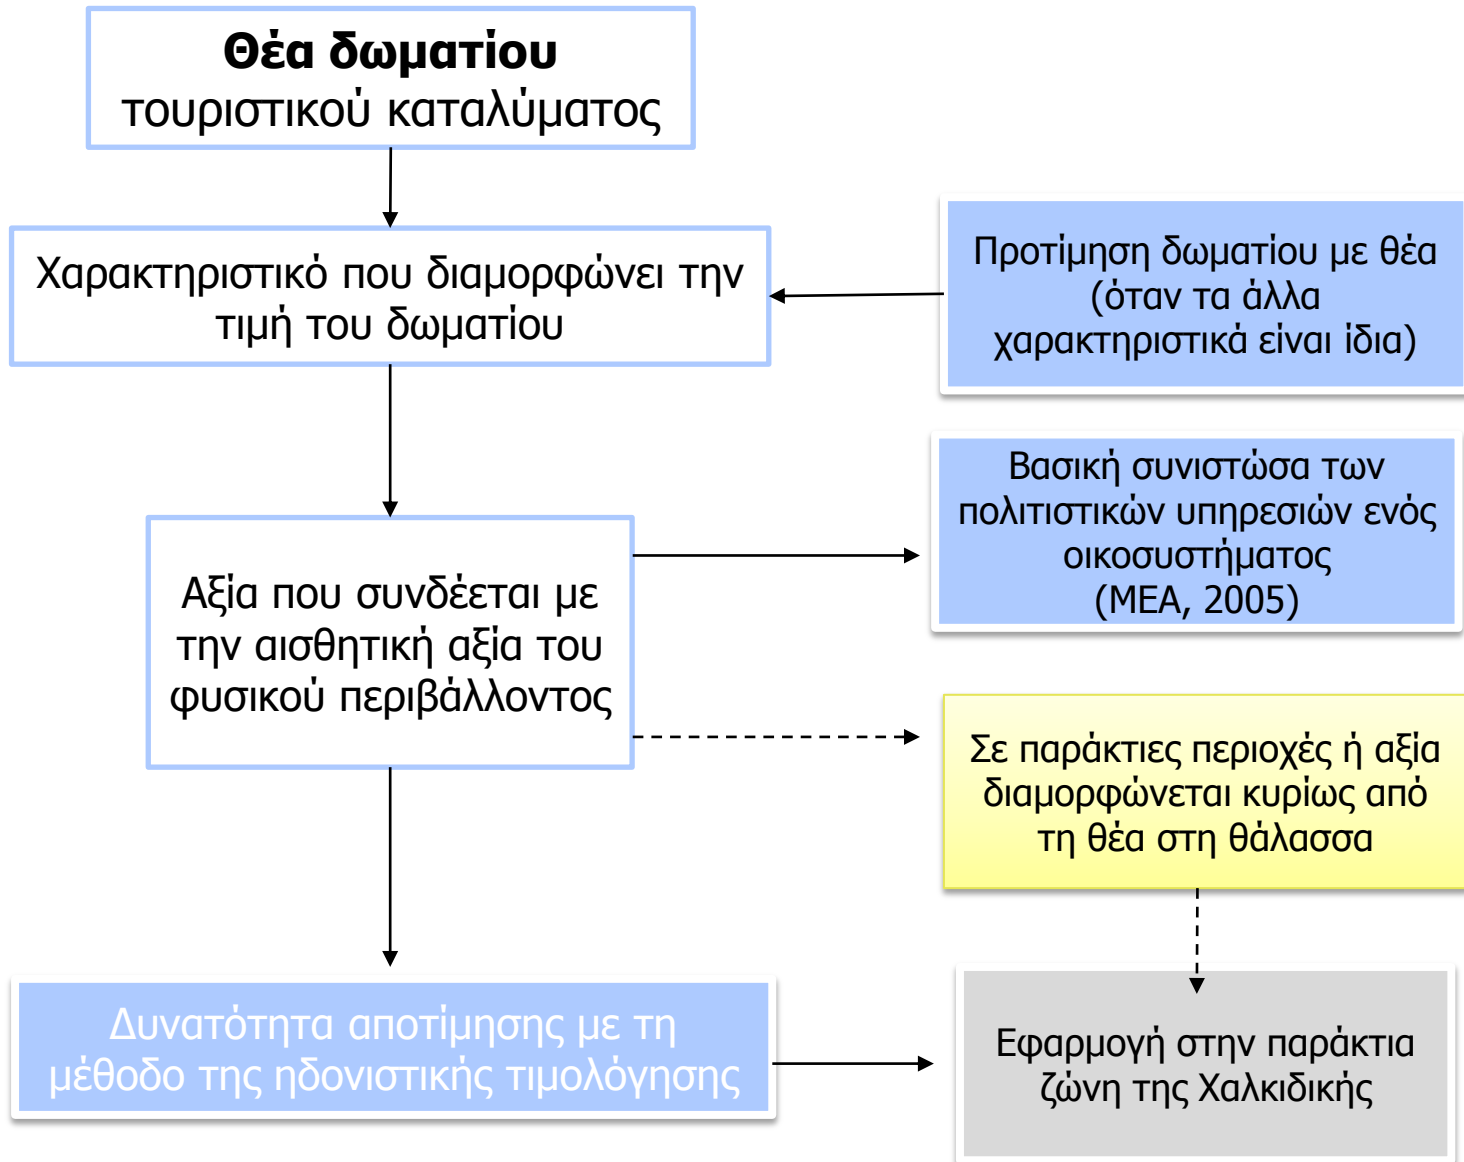 Θέα δωματίου
τουριστικού καταλύματος
Χαρακτηριστικό που διαμορφώνει την
τιμή του δωματίου
Προτίμηση δωματίου με θέα
(όταν τα άλλα
χαρακτηριστικά είναι ίδια)
Βασική συνιστώσα των
πολιτιστικών υπηρεσιών ενός
οικοσυστήματος
(ΜΕΑ, 2005)
Αξία που συνδέεται με
την αισθητική αξία του
φυσικού περιβάλλοντος
Σε παράκτιες περιοχές ή αξία
διαμορφώνεται κυρίως από
τη θέα στη θάλασσα
Δυνατότητα αποτίμησης με τη
μέθοδο της ηδονιστικής τιμολόγησης
Εφαρμογή στην παράκτια
ζώνη της Χαλκιδικής